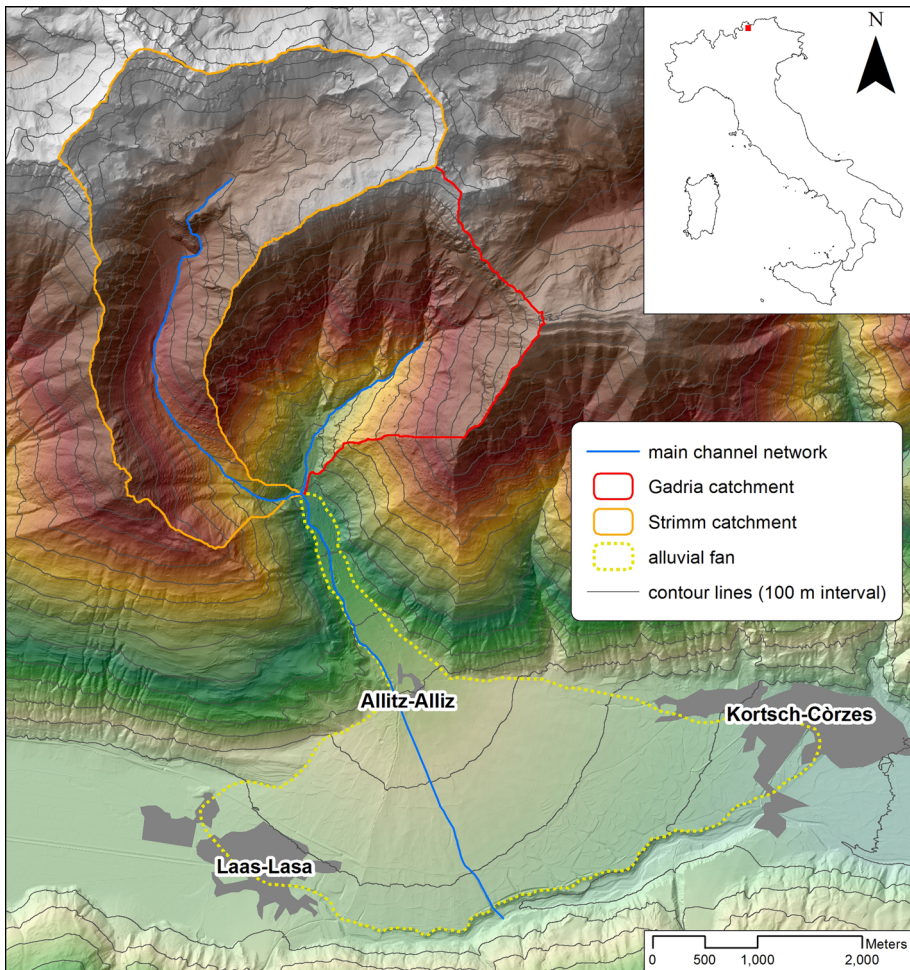 N
main channel network
Gadria catchment
Strimm catchment
alluvial fan
contour lines (100 m interval)
Allitz-Alliz
Kortsch-Còrzes
Laas-Lasa
Meters
0 500 1,000 2,000